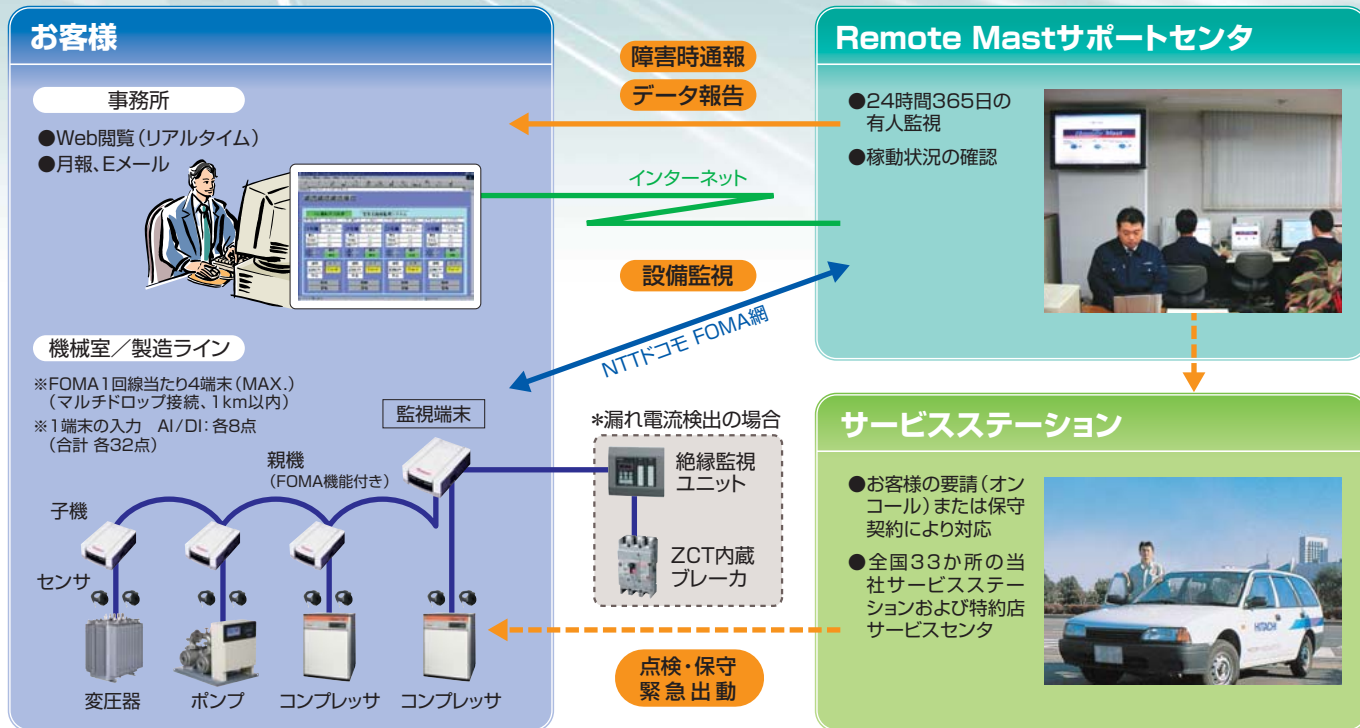 お客様
事務所
●Web閲覧(リアルタイム)
●月報、Eメール
機械室／製造ライン
※FOMA1回線当たり4端末(MAX.)
(マルチドロップ接続、1km以内)
※1端末の入力 AI/DI:各8点
(合計 各32点)
監視端末
親機
(FOMA機能付き)
子機
センサ
変圧器
ポンプ
コンプレッサ
コンプレッサ
障害時通報
データ報告
インターネット
設備監視
NTTドコモ FOMA網
*漏れ電流検出の場合
絶縁監視
ユニット
ZCT内蔵
ブレーカ
点検・保守
緊急出動
Remote Mastサポートセンタ
●24時間365日の
有人監視
●稼動状況の確認
サービスステーション
●お客様の要請(オン
コール)または保守
契約により対応
●全国33か所の当
社サービスステー
ションおよび特約店
サービスセンタ
HITACHI